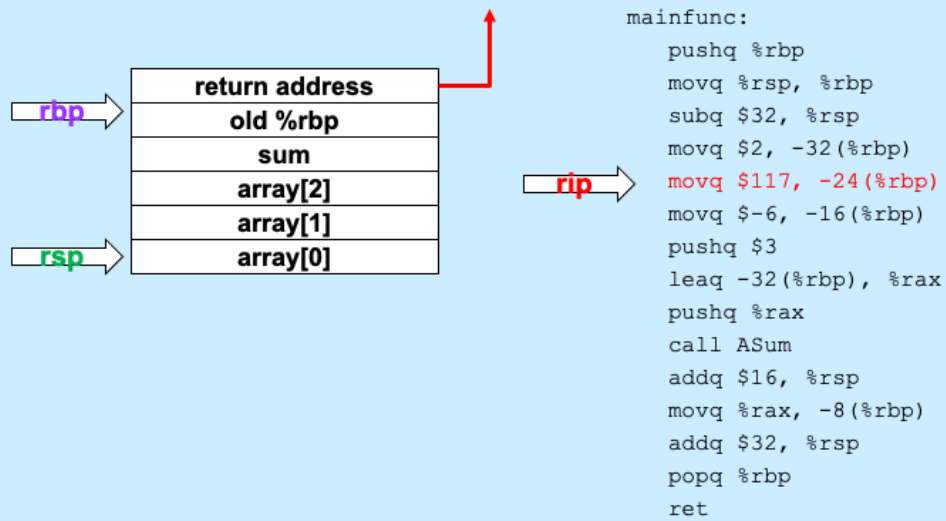 return address
old %rbp
sum
array[2]
array[1]
array[0]
rbp
rsp
rip
mainfunc:
pushq %rbp
movq %rsp, %rbp
subq $32, %rsp
movq $2, -32(%rbp)
movq $117, -24(%rbp)
movq $-6, -16(%rbp)
pushq $3
leaq -32(%rbp), %rax
pushq %rax
call ASum
addq $16, %rsp
movq %rax, -8(%rbp)
addq $32, %rsp
popq %rbp
ret